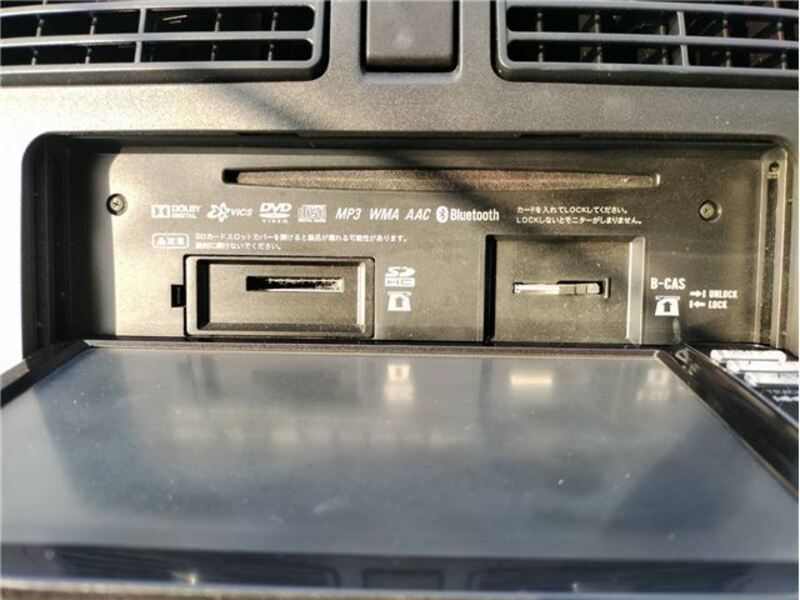 DOLBY DIGITAL VICS DVD VIDEO MP3 WMA AAC Bluetooth
カードを入れてLOCKしてください。
LOCKしないとモニターがしまりません。
注意
SDカードスロットカバーを開けると製品が壊れる可能性があります。
絶対に開けないでください。
SD HC
B-CAS
UNLOCK
LOCK